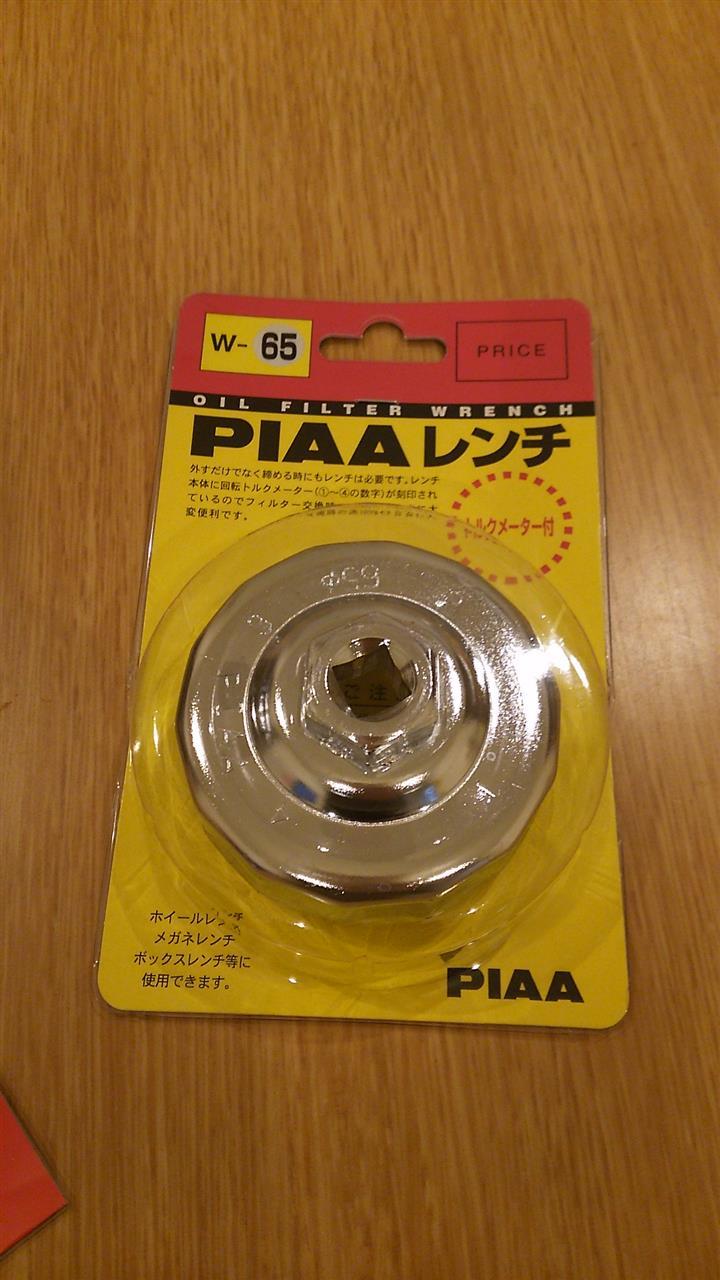 W-65
PRICE
OIL FILTER WRENCH
PIAAレンチ
外すだけでなく締める時にもレンチは必要です。レンチ
本体に回転トルクメーター(①〜④の数字)が刻印され
ているのでフィルター交換時
変便利です。
トルクメーター付
65φ
PIAA
ご注
ホイールレンチ
メガネレンチ
ボックスレンチ等に
使用できます。
PIAA